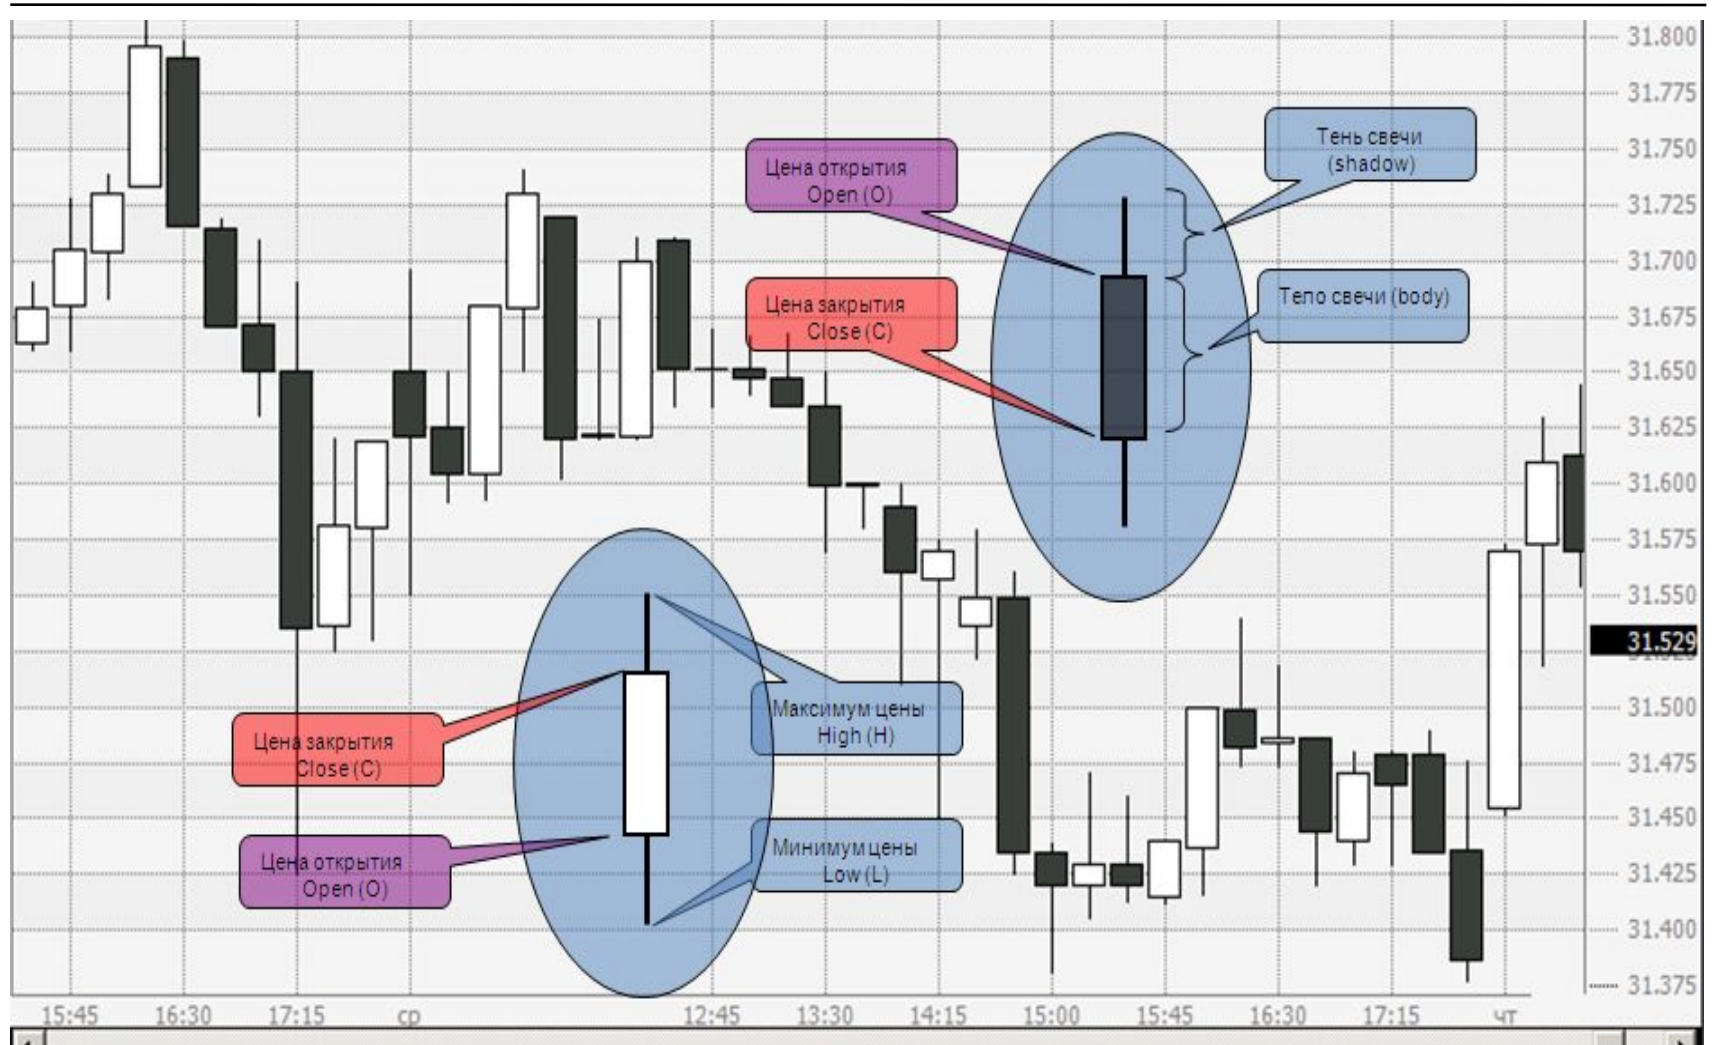 31.800
31.775
Тень свечи
(shadow)
31.750
Цена открытия
Open (O)
31.725
31.700
Тело свечи (body)
Цена закрытия
Close (C)
31.675
31.650
31.625
31.600
31.575
31.550
31.529
Максимум цены
High (H)
31.500
Цена закрытия
Close (C)
31.475
31.450
Минимум цены
Low (L)
Цена открытия
Open (O)
31.425
31.400
31.375
15:45 16:30 17:15 ср 12:45 13:30 14:15 15:00 15:45 16:30 17:15 чт